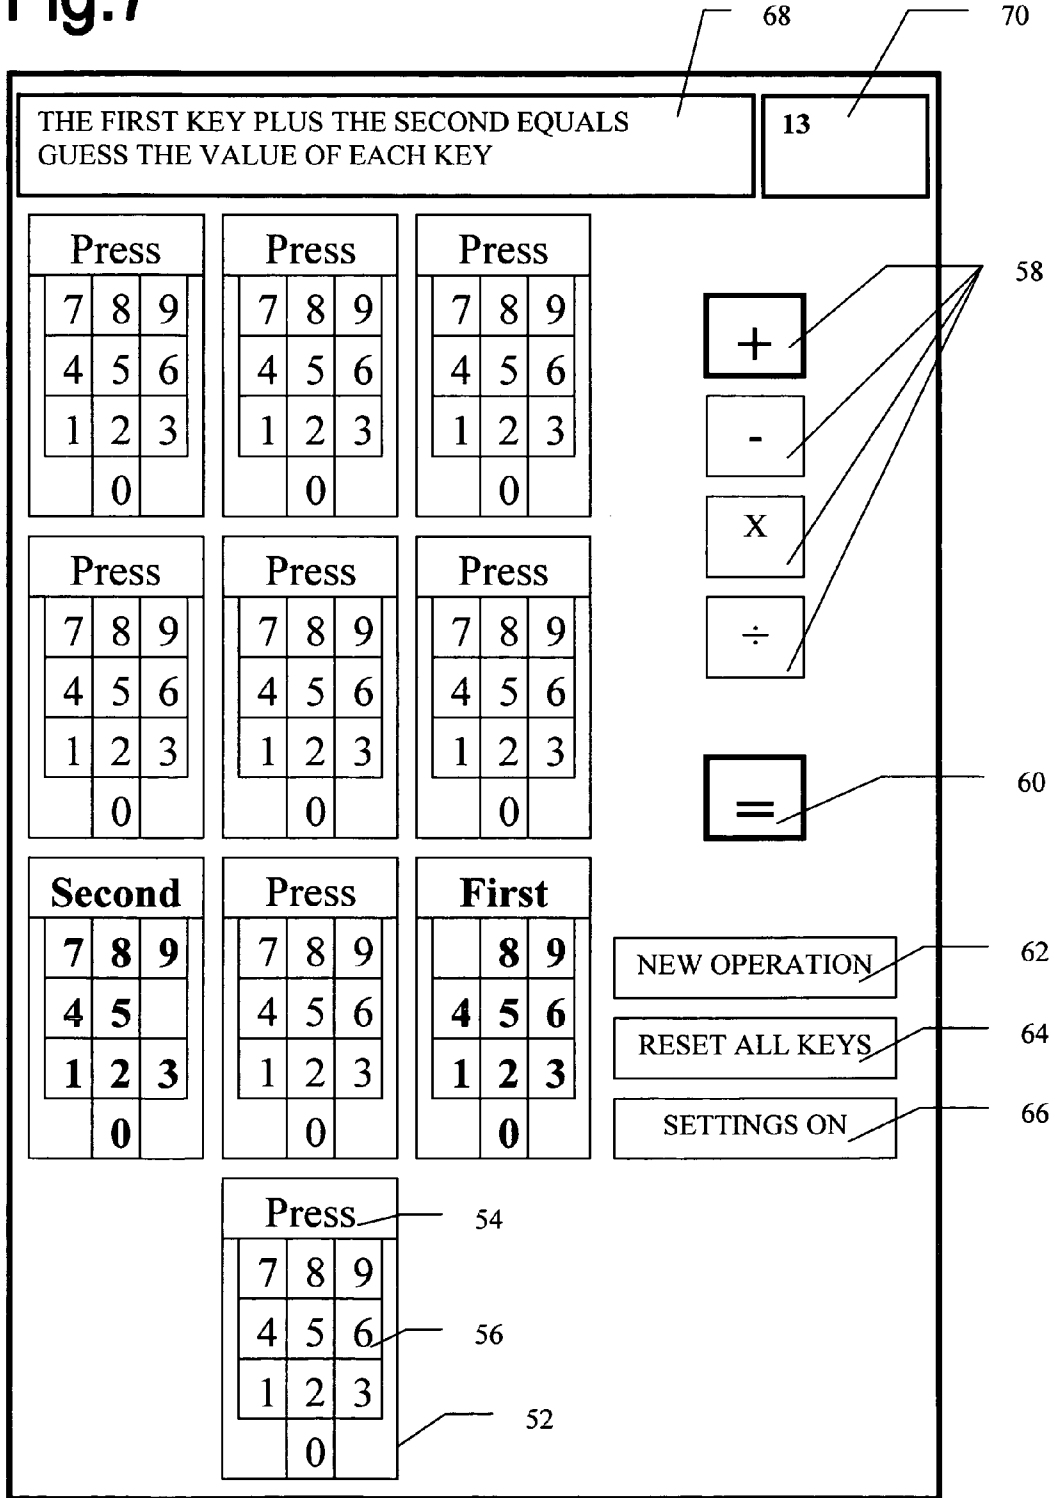 Fig.7
68 70
THE FIRST KEY PLUS THE SECOND EQUALS 13
GUESS THE VALUE OF EACH KEY
Press Press Press
7 8 9 7 8 9 7 8 9
58
+
4 5 6 4 5 6 4 5 6
1 2 3 1 2 3 1 2 3
-
0 0 0
X
Press Press Press
7 8 9 7 8 9 7 8 9
÷
4 5 6 4 5 6 4 5 6
1 2 3 1 2 3 1 2 3
60
0 0 0
=
Second Press First
7 8 9 7 8 9 8 9
NEW OPERATION 62
4 5 4 5 6 4 5 6
RESET ALL KEYS 64
1 2 3 1 2 3 1 2 3
0 0 0
SETTINGS ON 66
Press 54
7 8 9
4 5 6 56
1 2 3
52
0